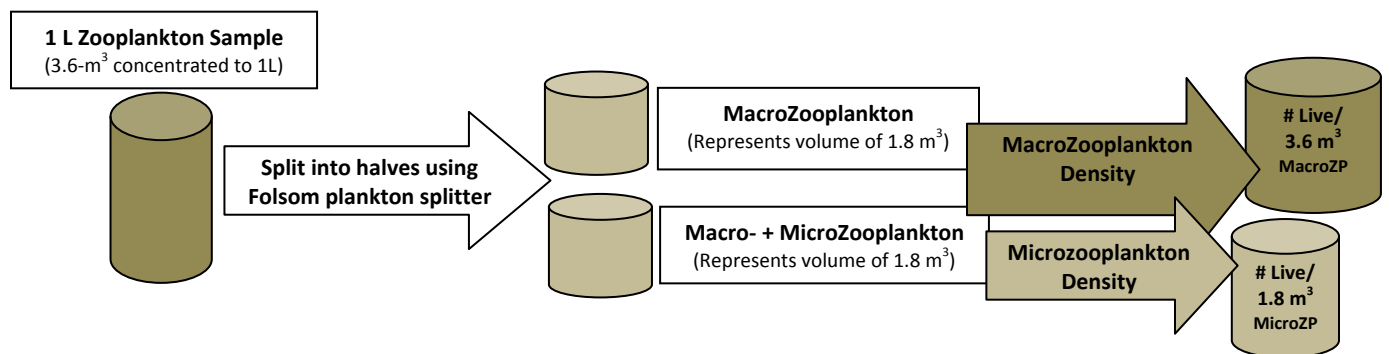 1 L Zooplankton Sample
(3.6-m³ concentrated to 1L)
Split into halves using
Folsom plankton splitter
MacroZooplankton
(Represents volume of 1.8 m³)
Macro- + MicroZooplankton
(Represents volume of 1.8 m³)
MacroZooplankton
Density
Microzooplankton
Density
# Live/
3.6 m³
MacroZP
# Live/
1.8 m³
MicroZP